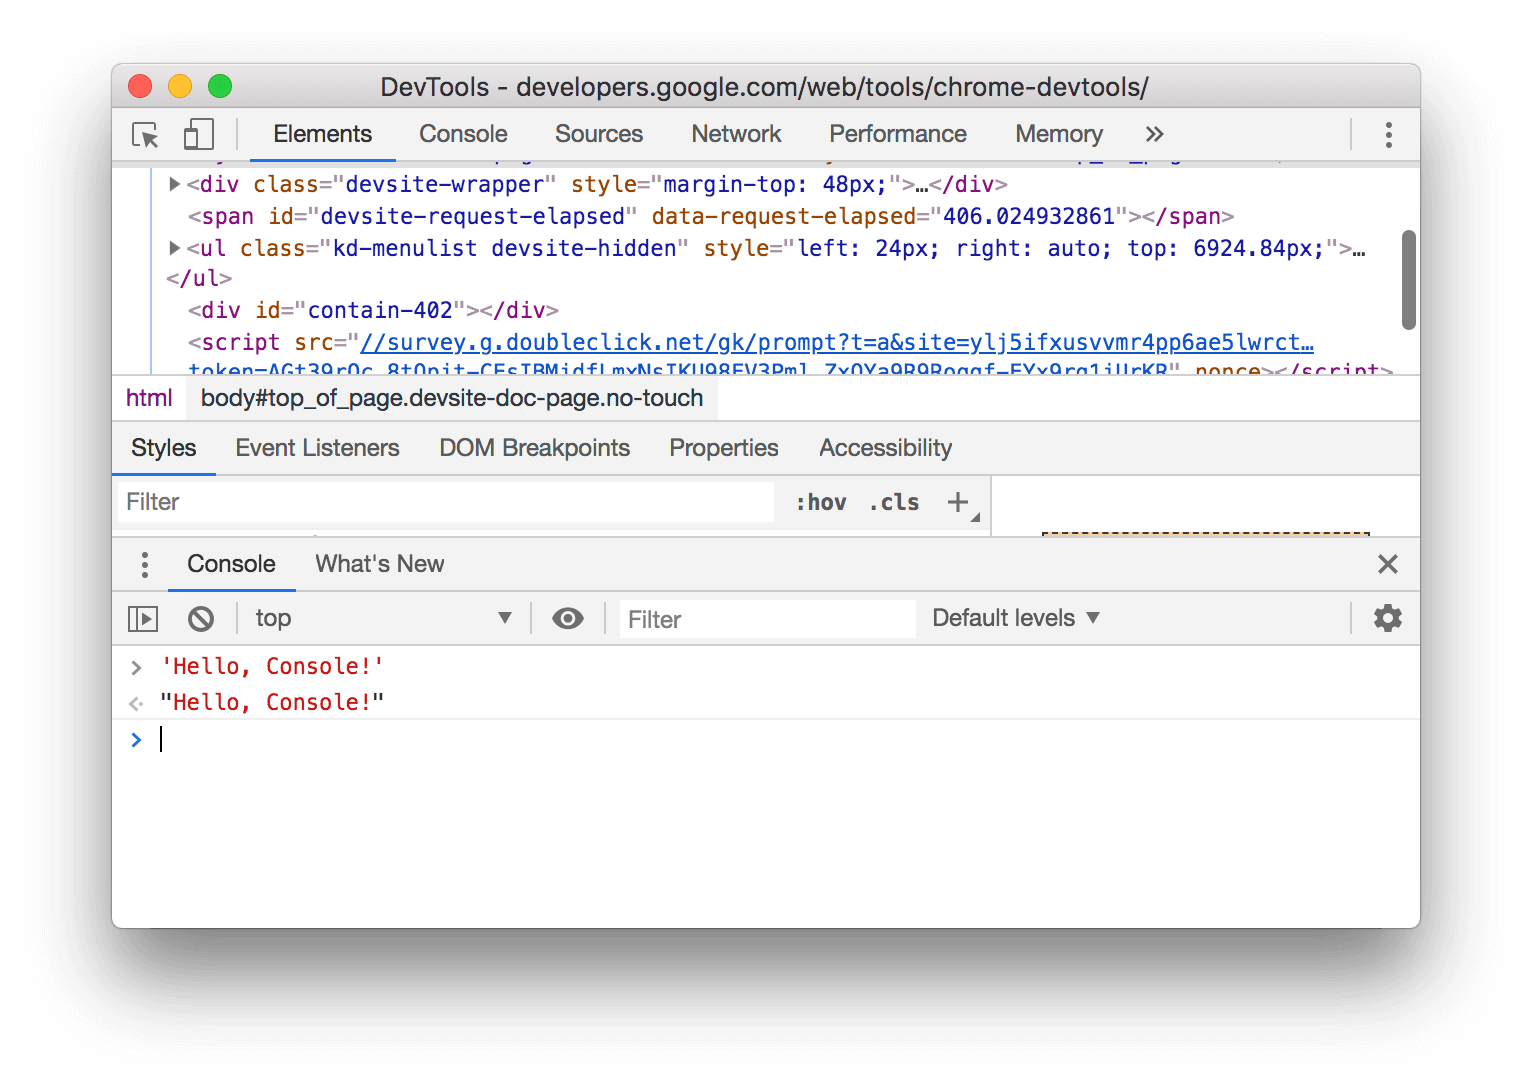 DevTools - developers.google.com/web/tools/chrome-devtools/
Elements Console Sources Network Performance Memory »
<div class="devsite-wrapper" style="margin-top: 48px;">…</div>
<span id="devsite-request-elapsed" data-request-elapsed="406.024932861"></span>
<ul class="kd-menulist devsite-hidden" style="left: 24px; right: auto; top: 6924.84px;">…
</ul>
<div id="contain-402"></div>
<script src="//survey.g.doubleclick.net/gk/prompt?t=a&site=ylj5ifxusvvmr4pp6ae5lwrct…
nonce></script>
html body#top_of_page.devsite-doc-page.no-touch
Styles Event Listeners DOM Breakpoints Properties Accessibility
Filter :hov .cls +
Console What's New
top Filter Default levels
> 'Hello, Console!'
"Hello, Console!"
>